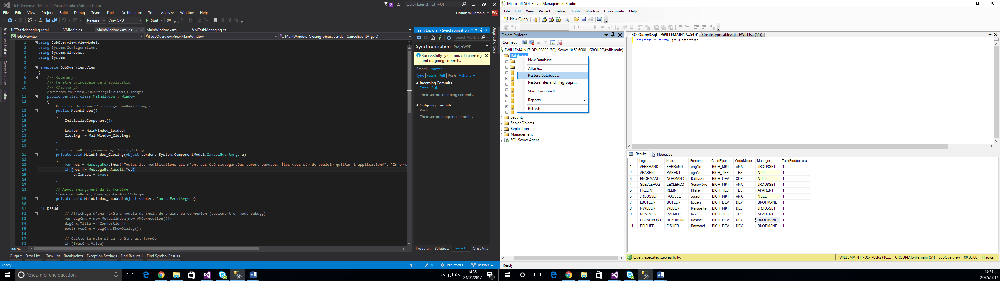 JobOverview - Microsoft Visual Studio (Administrator)
2
Quick Launch (Ctrl+Q)
File Edit View Project Build Debug Team Tools Architecture Test Analyze Window Help
Florian Willemain FW
Release Any CPU Start
UCTaskManaging.xaml VMMain.cs MainWindow.xaml.cs MainWindow.xaml VMTaskManaging.cs
JobOverview JobOverview.View.MainWindow MainWindow_Closing(object sender, CancelEventArgs e)
Document Outline
Server Explorer
Toolbox
1 using JobOverview.ViewModel;
2 using System.Configuration;
3 using System.Windows;
4 using System;
5
6 namespace JobOverview.View
7 {
8 /// <summary>
9 /// Fenêtre principale de l'application
10 /// </summary>
2 references | fwillemain, 27 minutes ago | 4 authors, 15 changes
11 public partial class MainWindow : Window
12 {
0 references | fwillemain, 27 minutes ago | 3 authors, 7 changes
13 public MainWindow()
14 {
15 InitializeComponent();
16
17 Loaded += MainWindow_Loaded;
18 Closing += MainWindow_Closing;
19 }
20
1 reference | fwillemain, 27 minutes ago | 1 author, 1 change
21 private void MainWindow_Closing(object sender, System.ComponentModel.CancelEventArgs e)
22 {
23 var res = MessageBox.Show("Toutes les modifications qui n'ont pas été sauvegardées seront perdues. Êtes-vous sûr de vouloir quitter l'application?", "Informa
24 if (res != MessageBoxResult.Yes)
25 e.Cancel = true;
26 }
27
28 // Après chargement de la fenêtre
1 reference | fwillemain, 3 hours ago | 4 authors, 11 changes
29 private void MainWindow_Loaded(object sender, RoutedEventArgs e)
30 {
31 #if DEBUG
32 // Affichage d'une fenêtre modale de choix de chaine de connexion (seulement en mode debugg)
33 var dlgCnx = new ModalWindow(new VMConnection());
34 dlgCnx.Title = "Connection";
35 bool? resCnx = dlgCnx.ShowDialog();
36
37 // Quitte le main si la fenêtre est fermée
38 if (!resCnx.Value)
100 %
Team Explorer - Synchronization
Search Work It
Synchronization | ProjetWPF
Successfully synchronized incoming
and outgoing commits.
Branch: master
Sync | Fetch | Pull | Push | Actions
Incoming Commits
Fetch | Pull
There are no incoming commits.
Outgoing Commits
Push
There are no outgoing commits.
Properti... Solutio... Team E... Class Vi...
Diagnostic Tools
Output Error List... Task List Breakpoints Exception Settings Find Results 1 Find Symbol Results
Ready 0 0 ProjetWPF master
Posez-moi une question.
14:35
24/05/2017
1
Microsoft SQL Server Management Studio
File Edit View Project Debug Tools Window Community Help
New Query
Execute
Object Explorer
Connect
FWILLEMAIN17-DE\IP08R2 (SQL Server 10.50.6000 - GROUPE\fwillemain)
Databases
New Database...
Attach...
Restore Database...
Restore Files and Filegroups...
Start PowerShell
Reports
Refresh
Security
Server Objects
Replication
Management
SQL Server Agent
SQLQuery3.sql - FWILLEMAIN17...54))* CreateTypeTable.sql - FWILLE... (51))
select * from jo.Personne
Results Messages
Login Nom Prenom CodeEquipe CodeMetier Manager TauxProductivite
1 AFERRAND FERRAND Angèle BIOH_MKT ANA JROUSSET 1
2 APARENT PARENT Agnès BIOH_TEST TES NULL 1
3 BNORMAND NORMAND Balthazar BIOH_DEV CDP NULL 1
4 GLECLERCQ LECLERCQ Geneviève BIOH_MKT ANA JROUSSET 1
5 HKLEIN KLEIN Hilaire BIOH_TEST TES APARENT 1
6 JROUSSET ROUSSET Joseph BIOH_MKT ANA NULL 1
7 LBUTLER BUTLER Lucien BIOH_DEV DEV BNORMAND 1
8 MWEBER WEBER Marguerite BIOH_MKT DES JROUSSET 1
9 NPALMER PALMER Nino BIOH_TEST TES APARENT 1
10 RBEAUMONT BEAUMONT Rosline BIOH_DEV DEV BNORMAND 1
11 RFISHER FISHER Raymond BIOH_DEV DEV BNORMAND 1
Query executed successfully. FWILLEMAIN17-DE\IP08R2 (10.... GROUPE\fwillemain (54) JobOverview 00:00:00 11 rows
Ready
14:35
24/05/2017